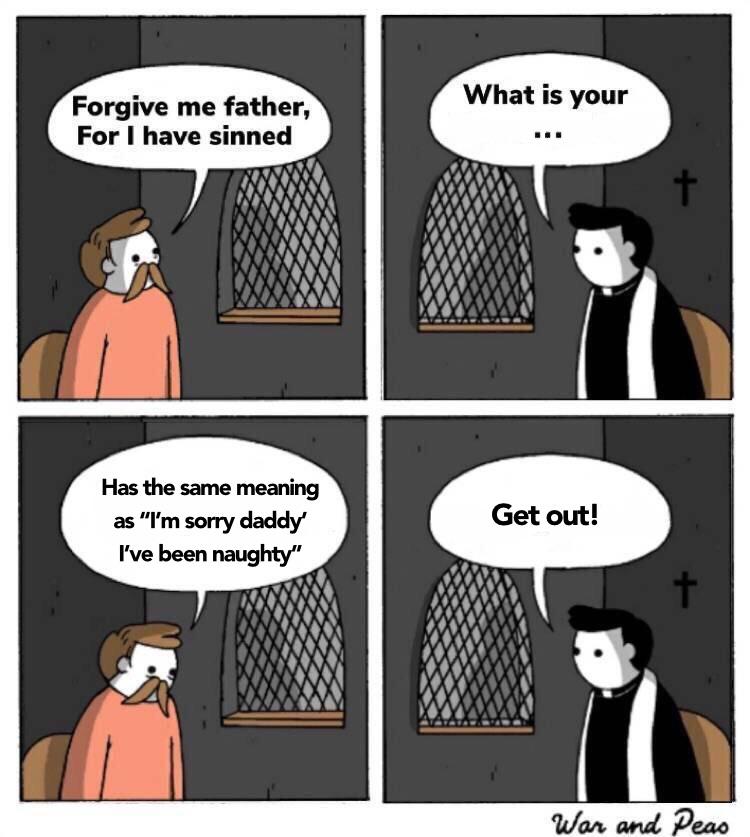 Forgive me father,
For I have sinned
What is your
...
Has the same meaning
as "I'm sorry daddy'
I've been naughty"
Get out!
War and Peas